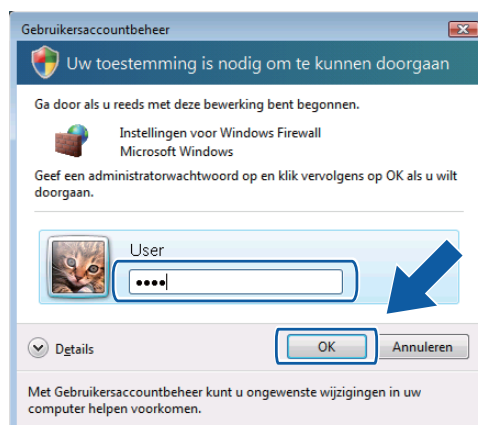 Gebruikersaccountbeheer
Uw toestemming is nodig om te kunnen doorgaan
Ga door als u reeds met deze bewerking bent begonnen.
Instellingen voor Windows Firewall
Microsoft Windows
Geef een administratorwachtwoord op en klik vervolgens op OK als u wilt
doorgaan.
User
••••
Details
OK
Annuleren
Met Gebruikersaccountbeheer kunt u ongewenste wijzigingen in uw
computer helpen voorkomen.